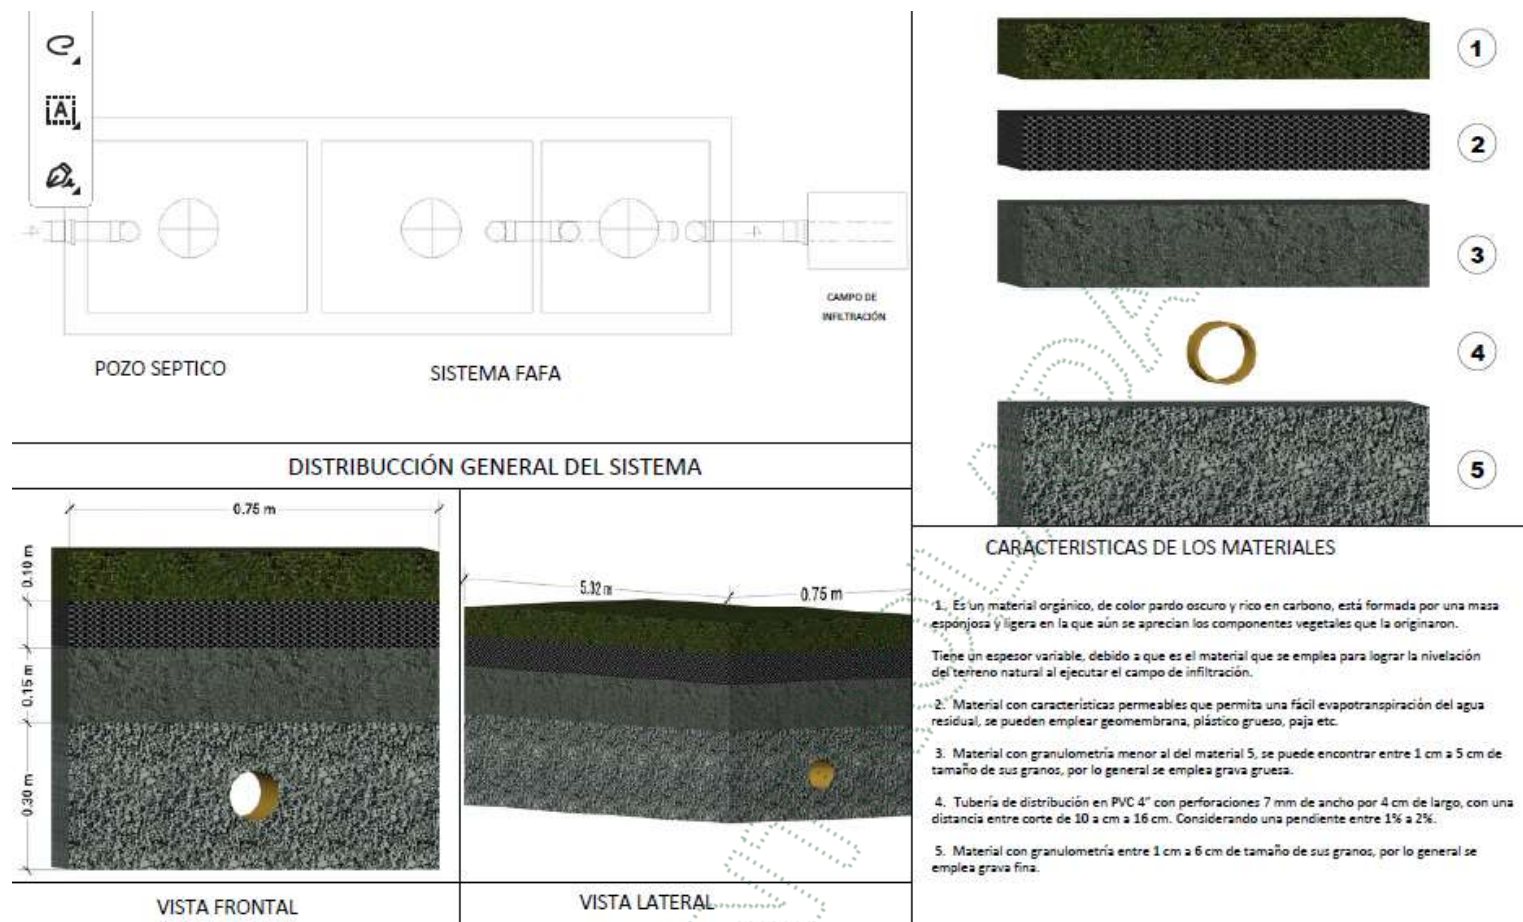 A
CAMPO DE
INFILTRACIÓN
POZO SEPTICO
SISTEMA FAFA
DISTRIBUCCIÓN GENERAL DEL SISTEMA
0.75 m
0.10 m
0.15 m
0.30 m
VISTA FRONTAL
5.32 m
0.75 m
VISTA LATERAL
1
2
3
4
5
CARACTERISTICAS DE LOS MATERIALES
1. Es un material orgánico, de color pardo oscuro y rico en carbono, está formada por una masa
esponjosa y ligera en la que aún se aprecian los componentes vegetales que la originaron.
Tiene un espesor variable, debido a que es el material que se emplea para lograr la nivelación
del terreno natural al ejecutar el campo de infiltración.
2. Material con características permeables que permita una fácil evapotranspiración del agua
residual, se pueden emplear geomembrana, plástico grueso, paja etc.
3. Material con granulometría menor al del material 5, se puede encontrar entre 1 cm a 5 cm de
tamaño de sus granos, por lo general se emplea grava gruesa.
4. Tubería de distribución en PVC 4" con perforaciones 7 mm de ancho por 4 cm de largo, con una
distancia entre corte de 10 a cm a 16 cm. Considerando una pendiente entre 1% a 2%.
5. Material con granulometría entre 1 cm a 6 cm de tamaño de sus granos, por lo general se
emplea grava fina.